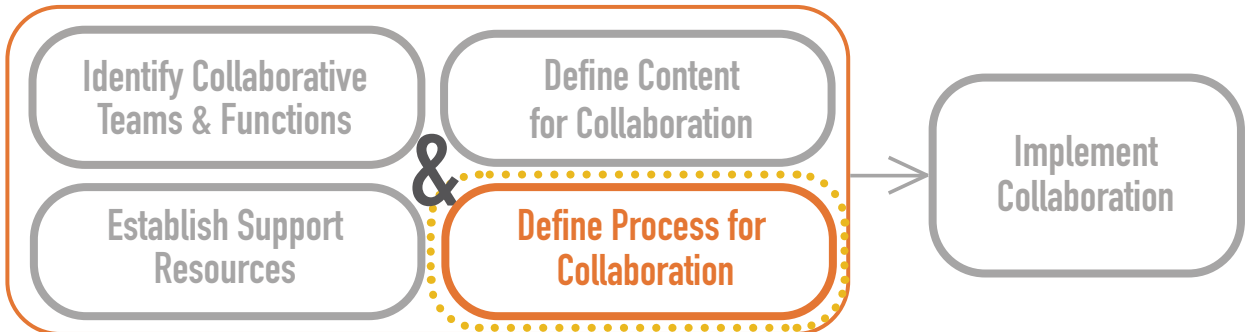 Identify Collaborative
Teams & Functions
Define Content
for Collaboration
&
Establish Support
Resources
Define Process for
Collaboration
Implement
Collaboration